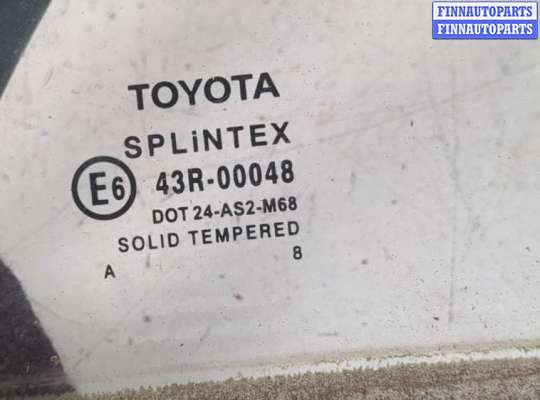 FINNAUTOPARTS
FINNAUTOPARTS
TOYOTA
SPLiNTEX
E6 43R-00048
DOT 24-AS2-M68
SOLID TEMPERED
A 8